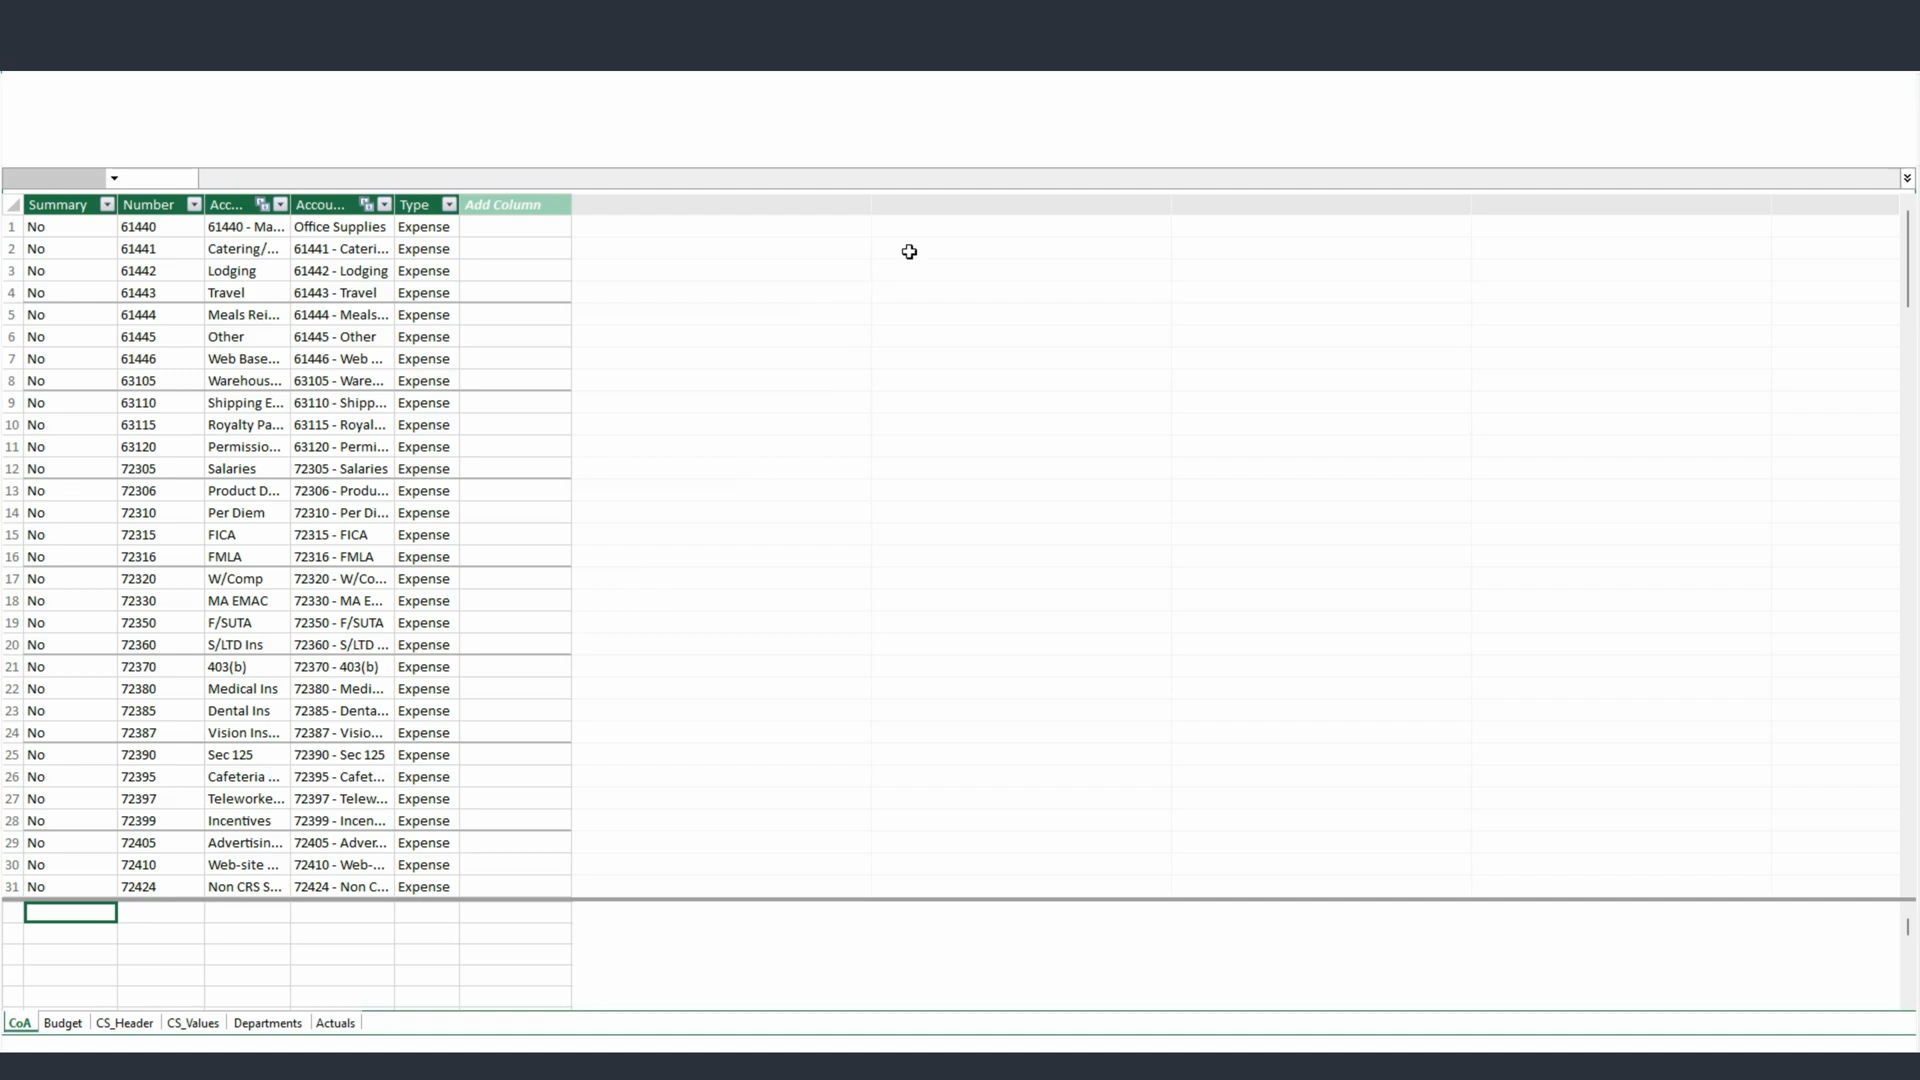 Summary Number Acc... Accou... Type Add Column
1 No 61440 61440 - Ma... Office Supplies Expense
2 No 61441 Catering/... 61441 - Cateri... Expense
3 No 61442 Lodging 61442 - Lodging Expense
4 No 61443 Travel 61443 - Travel Expense
5 No 61444 Meals Rei... 61444 - Meals... Expense
6 No 61445 Other 61445 - Other Expense
7 No 61446 Web Base... 61446 - Web ... Expense
8 No 63105 Warehous... 63105 - Ware... Expense
9 No 63110 Shipping E... 63110 - Shipp... Expense
10 No 63115 Royalty Pa... 63115 - Royal... Expense
11 No 63120 Permissio... 63120 - Permi... Expense
12 No 72305 Salaries 72305 - Salaries Expense
13 No 72306 Product D... 72306 - Produ... Expense
14 No 72310 Per Diem 72310 - Per Di... Expense
15 No 72315 FICA 72315 - FICA Expense
16 No 72316 FMLA 72316 - FMLA Expense
17 No 72320 W/Comp 72320 - W/Co... Expense
18 No 72330 MA EMAC 72330 - MA E... Expense
19 No 72350 F/SUTA 72350 - F/SUTA Expense
20 No 72360 S/LTD Ins 72360 - S/LTD ... Expense
21 No 72370 403(b) 72370 - 403(b) Expense
22 No 72380 Medical Ins 72380 - Medi... Expense
23 No 72385 Dental Ins 72385 - Denta... Expense
24 No 72387 Vision Ins... 72387 - Visio... Expense
25 No 72390 Sec 125 72390 - Sec 125 Expense
26 No 72395 Cafeteria ... 72395 - Cafet... Expense
27 No 72397 Teleworke... 72397 - Telew... Expense
28 No 72399 Incentives 72399 - Incen... Expense
29 No 72405 Advertisin... 72405 - Adver... Expense
30 No 72410 Web-site ... 72410 - Web-... Expense
31 No 72424 Non CRS S... 72424 - Non C... Expense
CoA Budget CS_Header CS_Values Departments Actuals